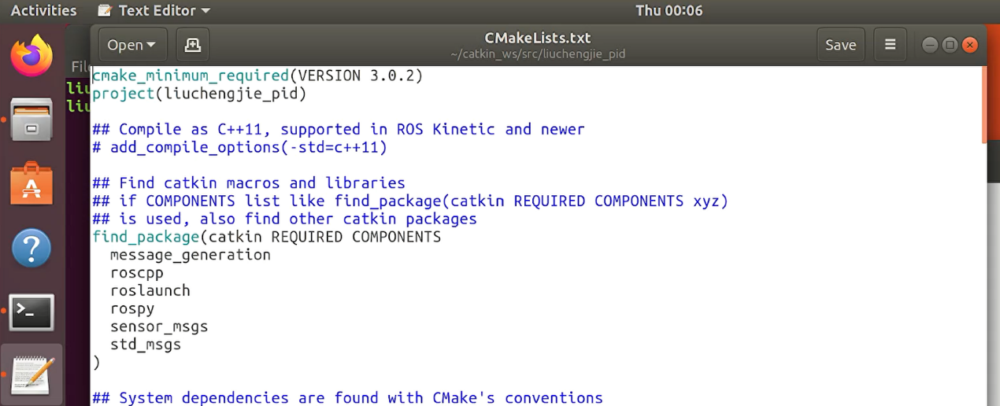 Activities Text Editor Thu 00:06
Open CMakeLists.txt Save
~/catkin_ws/src/liuchengjie_pid
cmake_minimum_required(VERSION 3.0.2)
project(liuchengjie_pid)
## Compile as C++11, supported in ROS Kinetic and newer
# add_compile_options(-std=c++11)
## Find catkin macros and libraries
## if COMPONENTS list like find_package(catkin REQUIRED COMPONENTS xyz)
## is used, also find other catkin packages
find_package(catkin REQUIRED COMPONENTS
message_generation
roscpp
roslaunch
rospy
sensor_msgs
std_msgs
)
## System dependencies are found with CMake's conventions